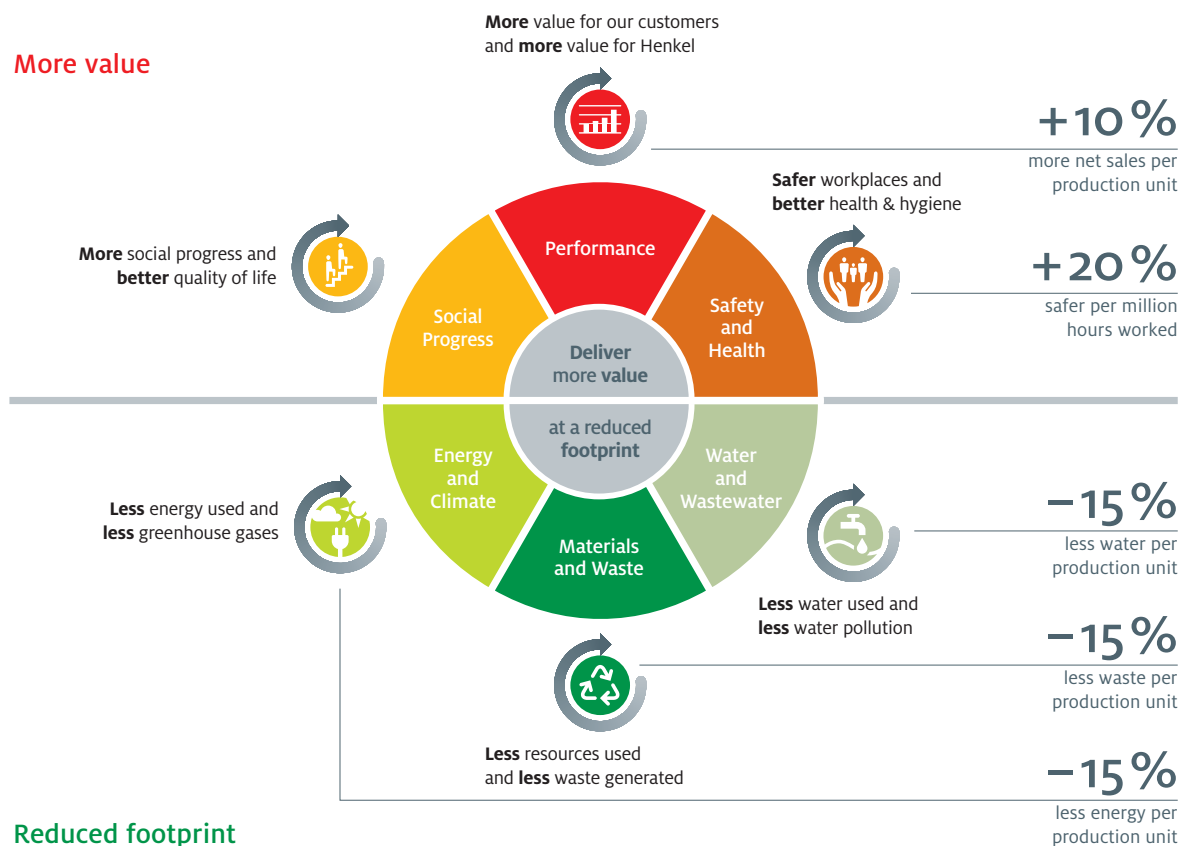 More value
More value for our customers
and more value for Henkel
+10 %
more net sales per
production unit
Safer workplaces and
better health & hygiene
+20 %
safer per million
hours worked
More social progress and
better quality of life
Performance
Social
Progress
Safety
and
Health
Deliver
more value
at a reduced
footprint
Energy
and
Climate
Water
and
Wastewater
Materials
and Waste
Less energy used and
less greenhouse gases
–15 %
less water per
production unit
Less water used and
less water pollution
–15 %
less waste per
production unit
Less resources used
and less waste generated
–15 %
less energy per
production unit
Reduced footprint